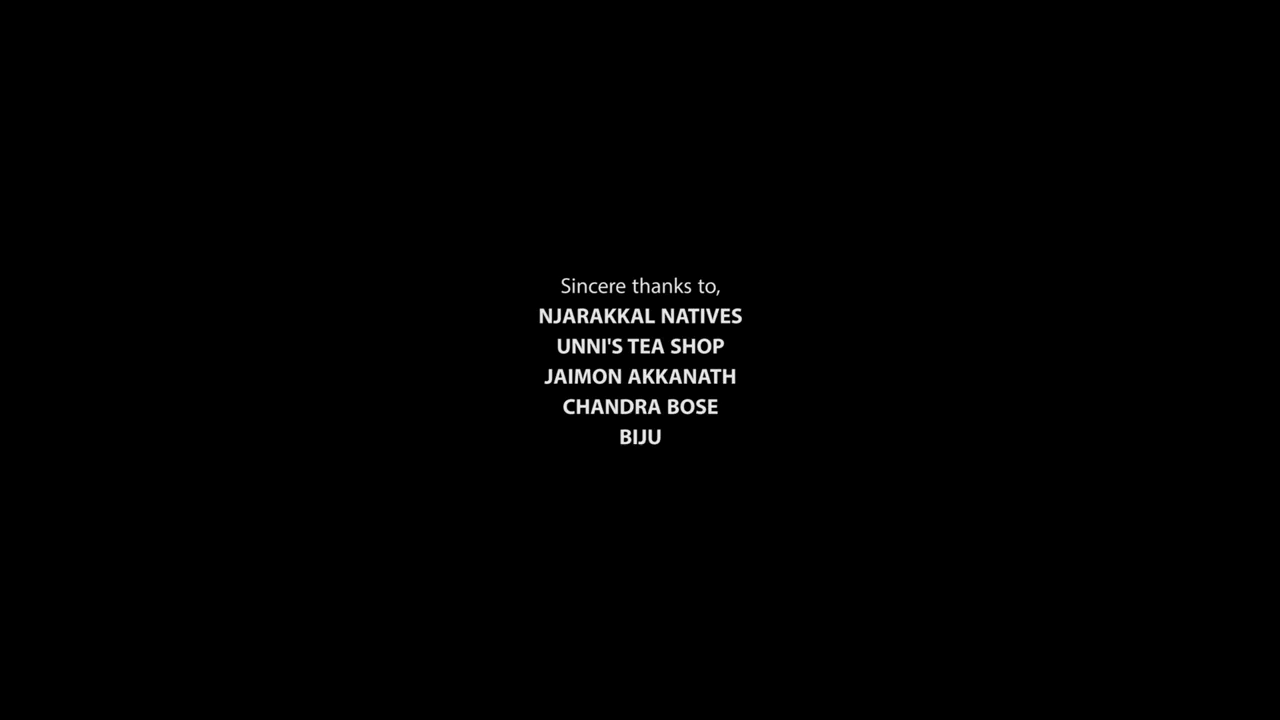 Sincere thanks to,
NJARAKKAL NATIVES
UNNI'S TEA SHOP
JAIMON AKKANATH
CHANDRA BOSE
BIJU